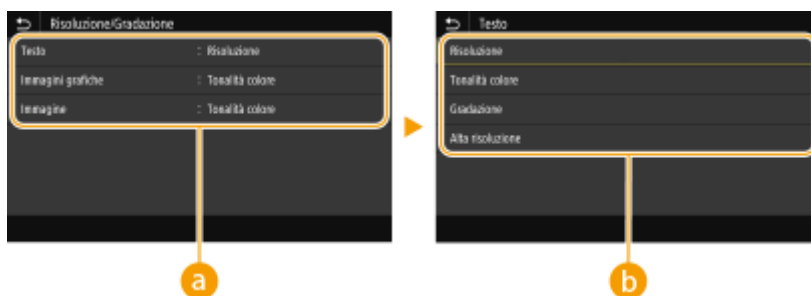 Risoluzione/Gradazione
Testo : Risoluzione
Immagini grafiche : Tonalità colore
Immagine : Tonalità colore
a
Testo
Risoluzione
Tonalità colore
Gradazione
Alta risoluzione
b